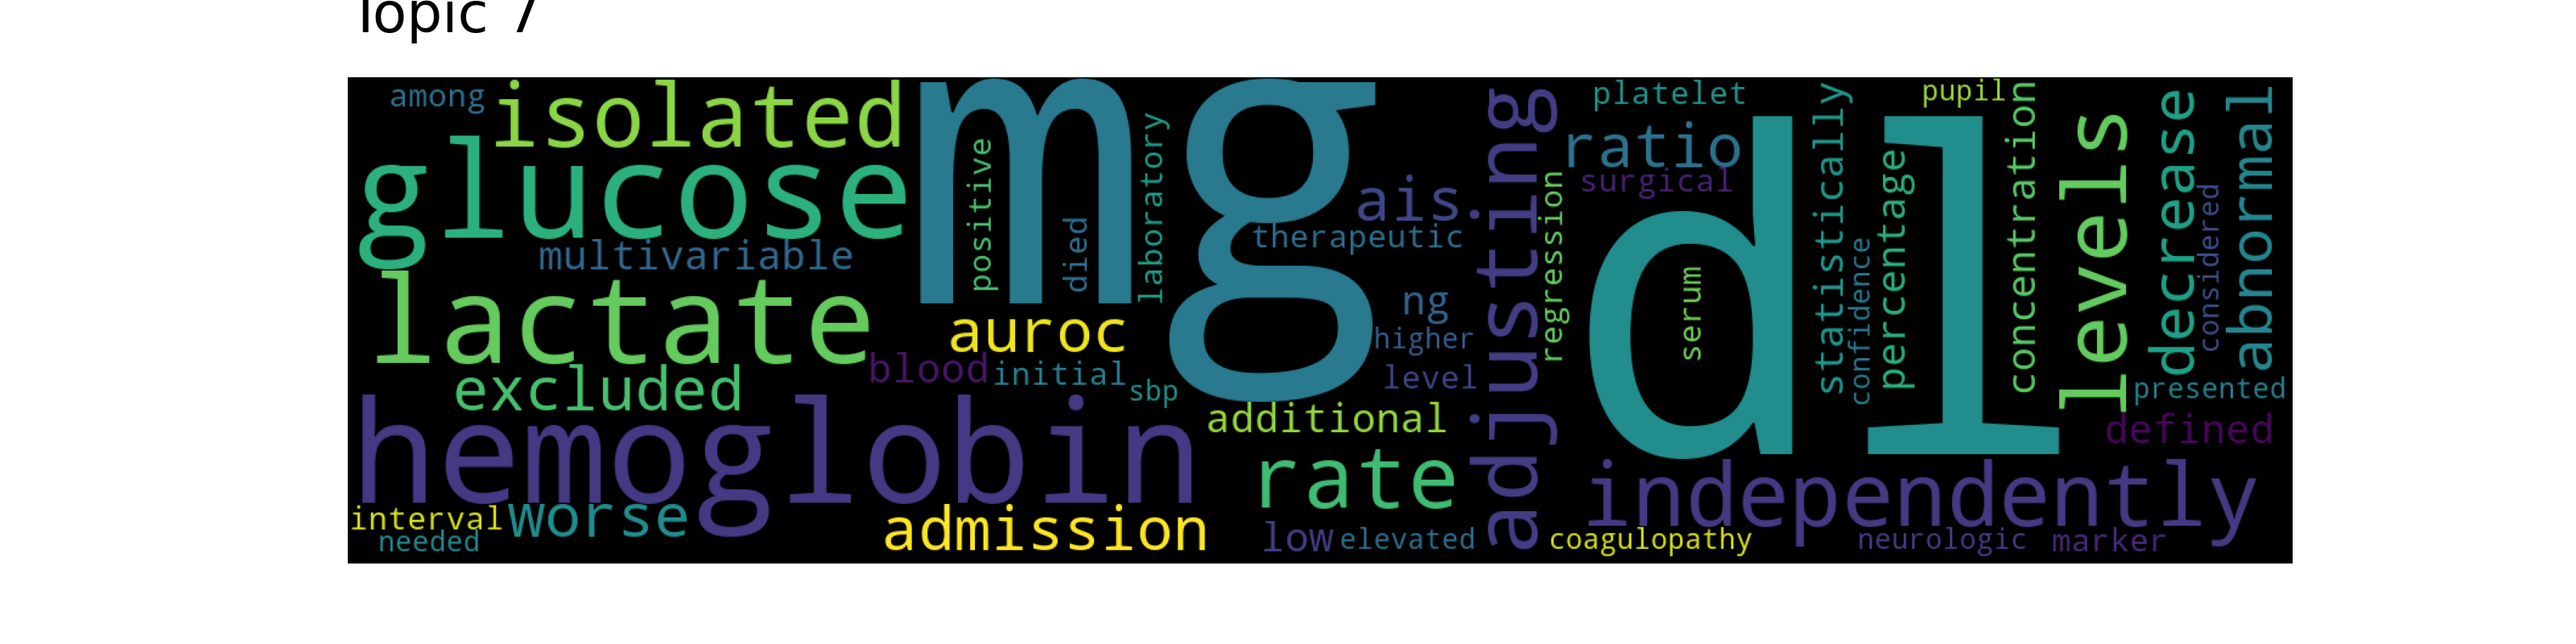 Topic 7
among
isolated
glucose
multivariable
lactate
excluded
hemoglobin
interval
worse
needed
mg
positive
died
laboratory
auroc
blood
initial
sbp
admission
ais
therapeutic
ng
higher
level
additional
rate
low
elevated
adjusting
regression
platelet
ratio
surgical
dl
serum
statistically
confidence
percentage
pupil
concentration
levels
decrease
considered
abnormal
presented
defined
independently
coagulopathy
neurologic
marker